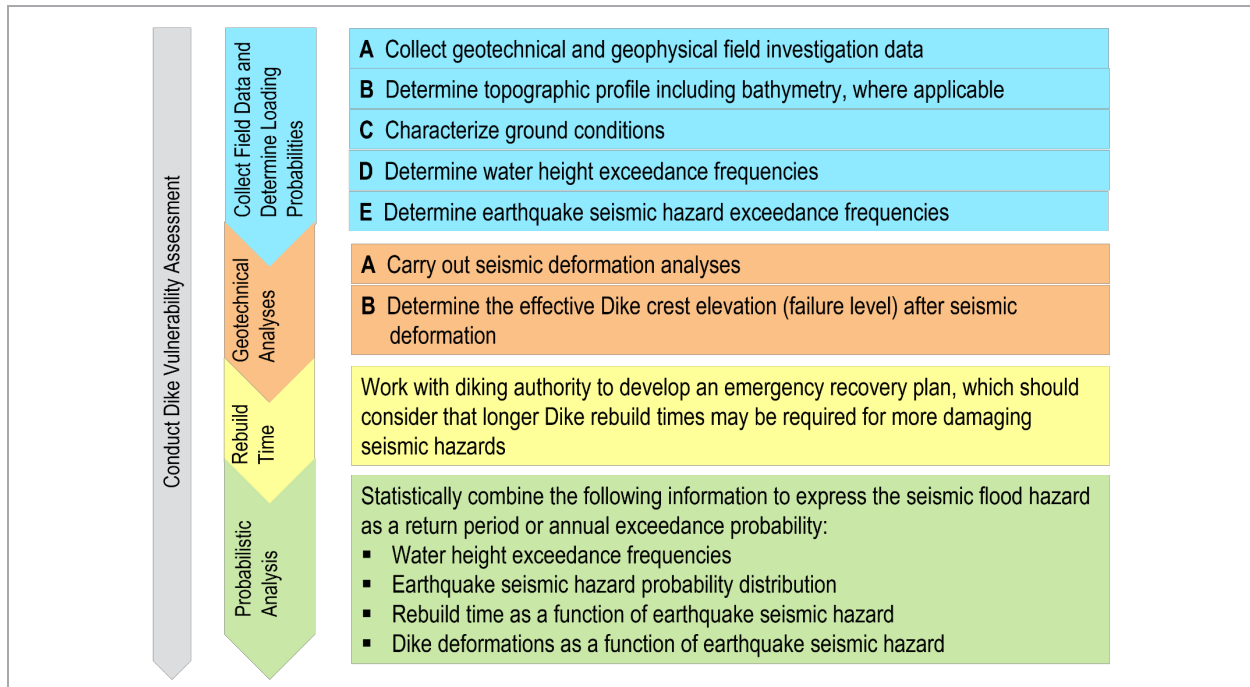 Conduct Dike Vulnerability Assessment
Collect Field Data and
Determine Loading
Probabilities
A Collect geotechnical and geophysical field investigation data
B Determine topographic profile including bathymetry, where applicable
C Characterize ground conditions
D Determine water height exceedance frequencies
E Determine earthquake seismic hazard exceedance frequencies
Geotechnical
Analyses
A Carry out seismic deformation analyses
B Determine the effective Dike crest elevation (failure level) after seismic
deformation
Rebuild
Time
Work with diking authority to develop an emergency recovery plan, which should
consider that longer Dike rebuild times may be required for more damaging
seismic hazards
Probabilistic
Analysis
Statistically combine the following information to express the seismic flood hazard
as a return period or annual exceedance probability:
▪ Water height exceedance frequencies
▪ Earthquake seismic hazard probability distribution
▪ Rebuild time as a function of earthquake seismic hazard
▪ Dike deformations as a function of earthquake seismic hazard